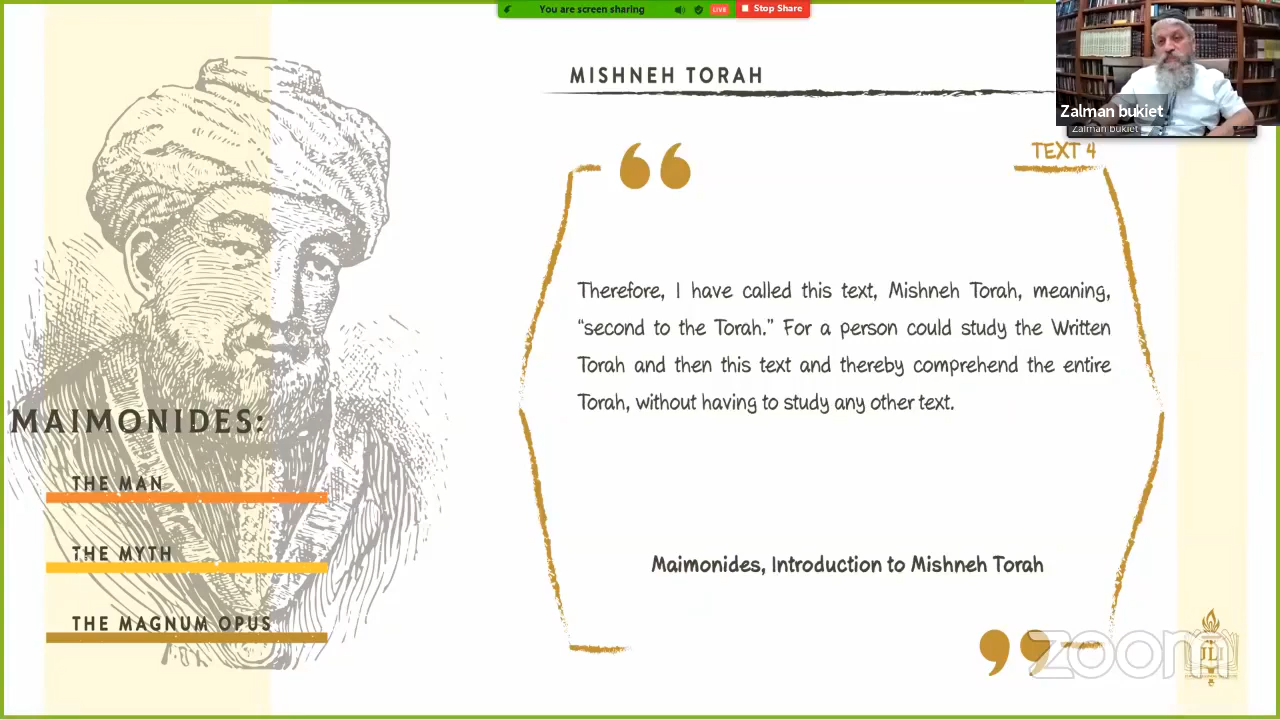 You are screen sharing
LIVE
Stop Share
Zalman bukiet
Zalman bukiet
MISHNEH TORAH
TEXT 4
“
Therefore, I have called this text, Mishneh Torah, meaning,
“second to the Torah.” For a person could study the Written
Torah and then this text and thereby comprehend the entire
Torah, without having to study any other text.
Maimonides, Introduction to Mishneh Torah
”
MAIMONIDES:
THE MAN
THE MYTH
THE MAGNUM OPUS
zoom
JLI